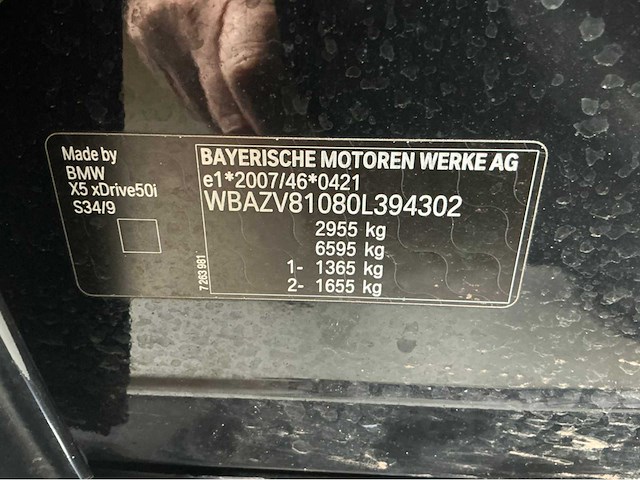 Made by
BMW
X5 xDrive50i
S34/9
BAYERISCHE MOTOREN WERKE AG
e1*2007/46*0421
WBAZV81080L394302
2955 kg
6595 kg
1- 1365 kg
2- 1655 kg
7 263 981